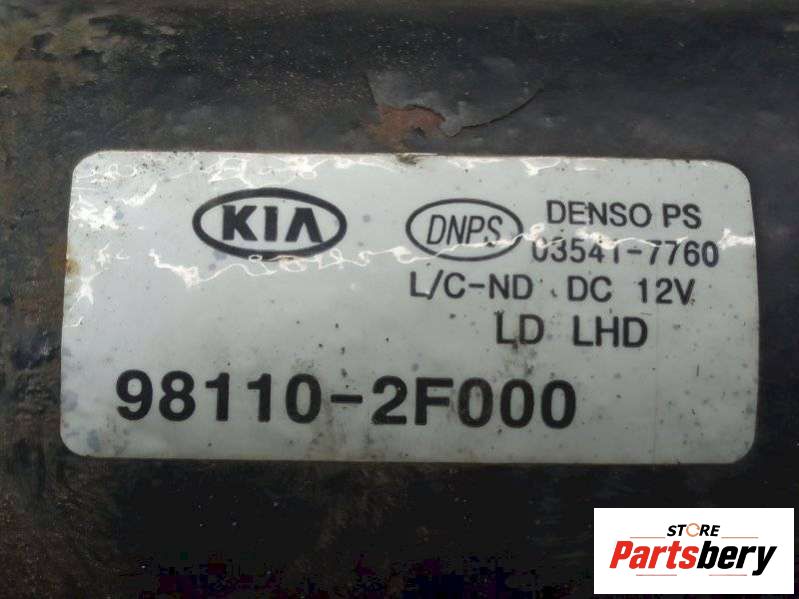 KIA
DNPS
DENSO PS
03541-7760
L/C-ND DC 12V
LD LHD
98110-2F000
STORE
Partsbery